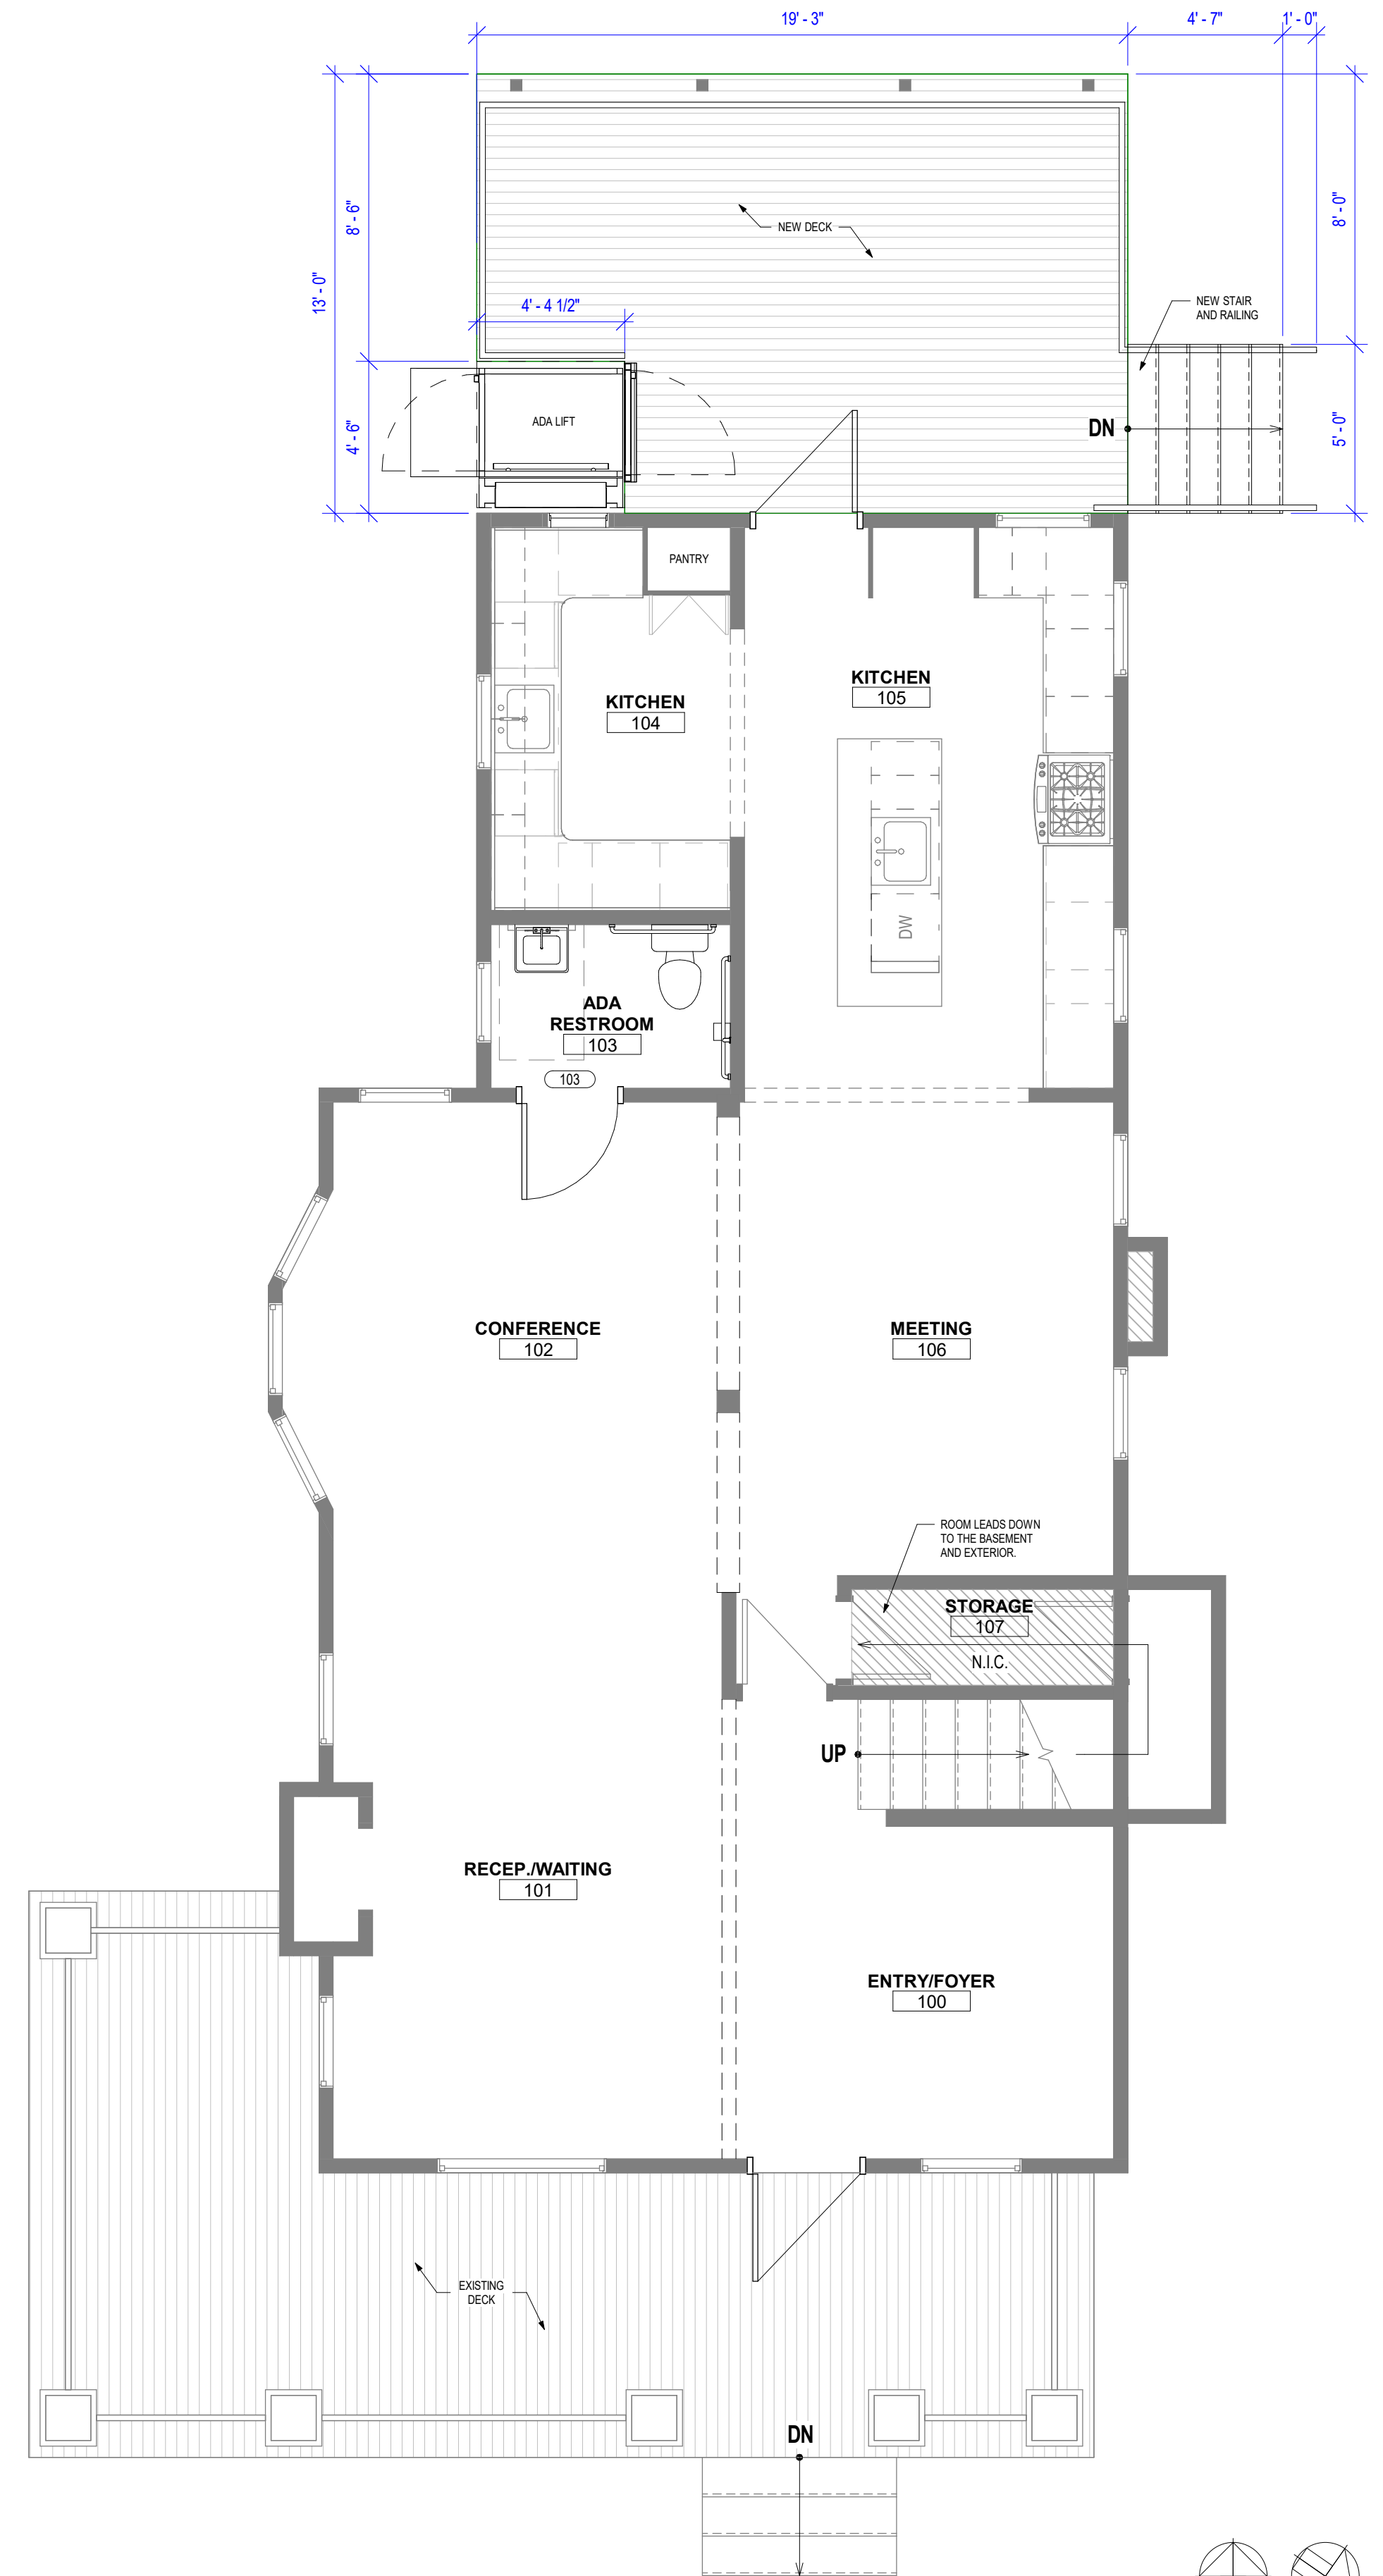 19' - 3"
4' - 7"
1' - 0"
8' - 6"
13' - 0"
8' - 0"
NEW DECK
4' - 4 1/2"
NEW STAIR
AND RAILING
ADA LIFT
4' - 6"
DN
5' - 0"
PANTRY
KITCHEN
104
KITCHEN
105
DW
ADA
RESTROOM
103
103
CONFERENCE
102
MEETING
106
ROOM LEADS DOWN
TO THE BASEMENT
AND EXTERIOR.
STORAGE
107
N.I.C.
UP
RECEP./WAITING
101
ENTRY/FOYER
100
EXISTING
DECK
DN